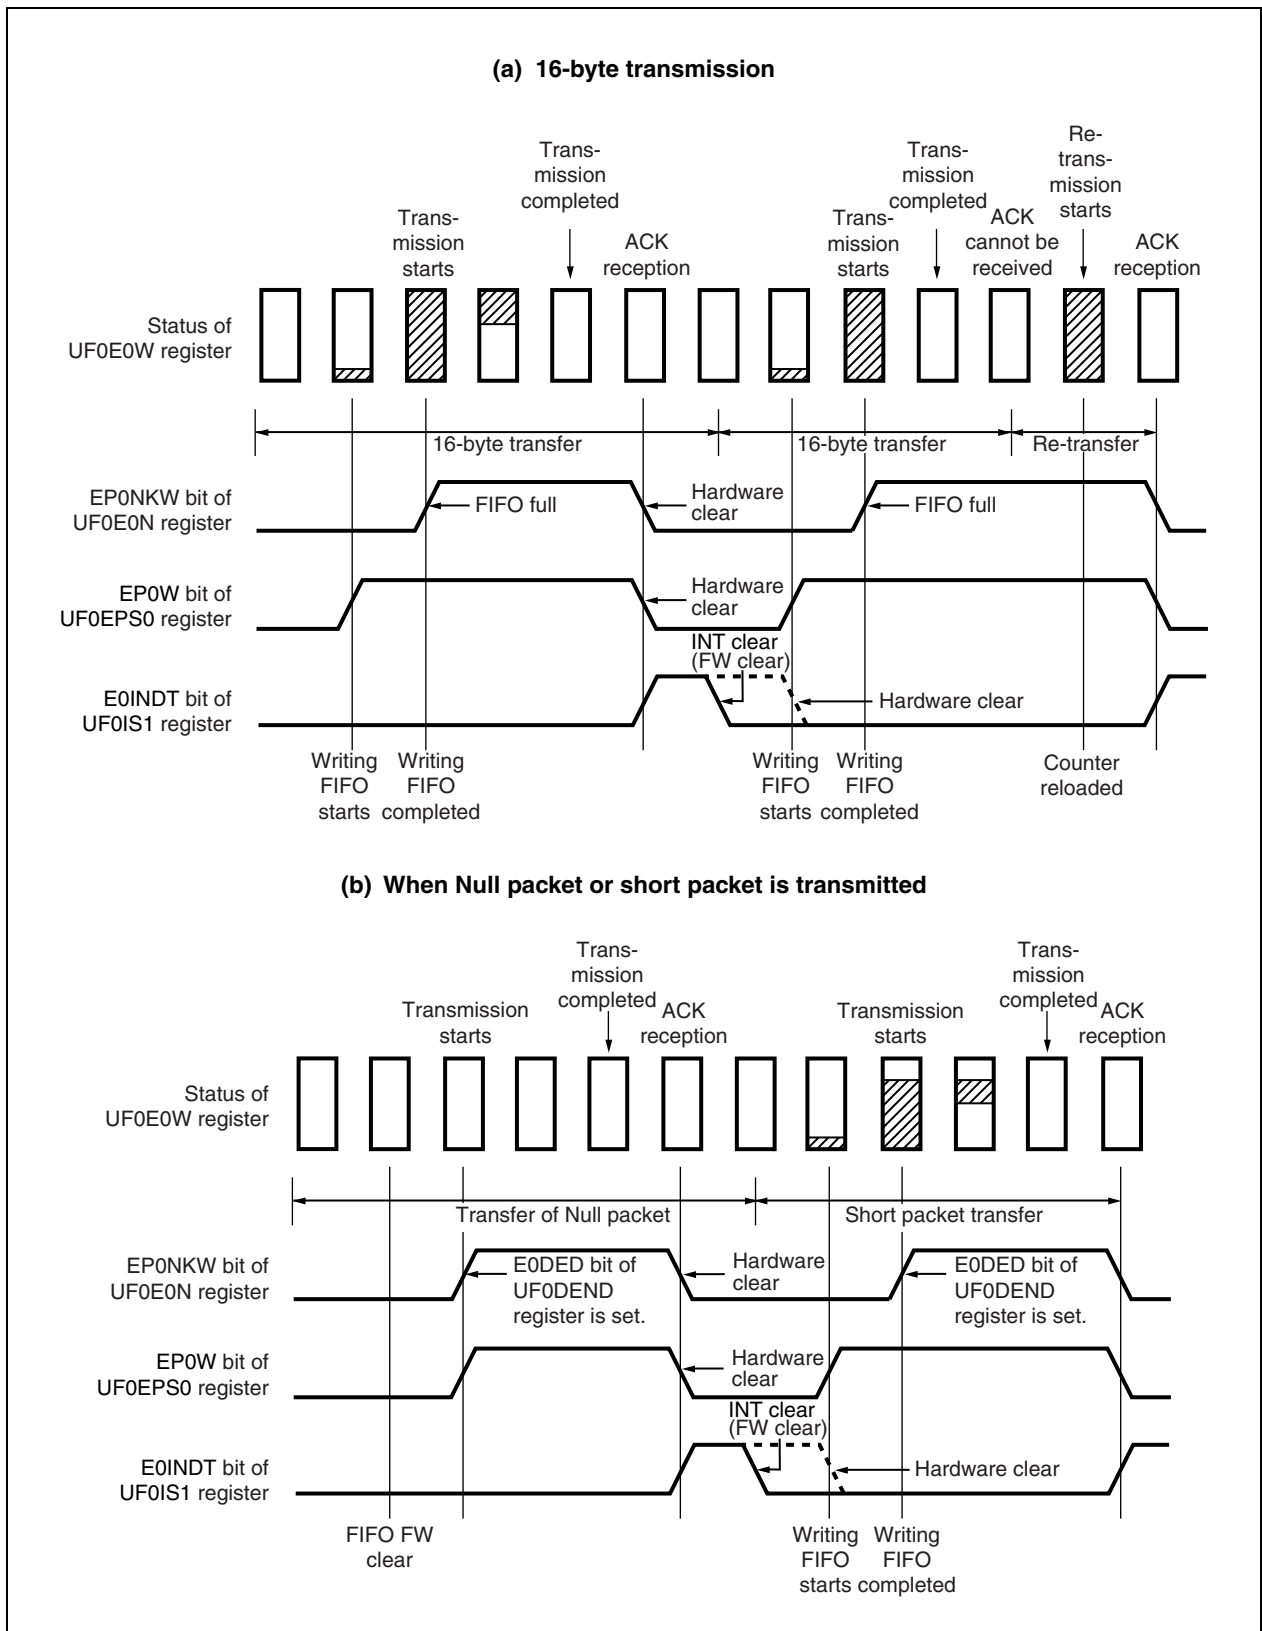 (a) 16-byte transmission
Trans-
mission
completed
Trans-
mission
starts
ACK
reception
Trans-
mission
completed
Trans-
mission
starts
ACK
cannot be
received
Re-
trans-
mission
starts
ACK
reception
Status of
UF0E0W register
16-byte transfer
16-byte transfer
Re-transfer
EP0NKW bit of
UF0E0N register
FIFO full
Hardware
clear
FIFO full
EP0W bit of
UF0EPS0 register
Hardware
clear
INT clear
(FW clear)
E0INDT bit of
UF0IS1 register
Hardware clear
Writing
FIFO
starts
Writing
FIFO
completed
Writing
FIFO
starts
Writing
FIFO
completed
Counter
reloaded
(b) When Null packet or short packet is transmitted
Transmission
starts
Trans-
mission
completed
ACK
reception
Transmission
starts
Trans-
mission
completed
ACK
reception
Status of
UF0E0W register
Transfer of Null packet
Short packet transfer
EP0NKW bit of
UF0E0N register
E0DED bit of
UF0DEND
register is set.
Hardware
clear
E0DED bit of
UF0DEND
register is set.
EP0W bit of
UF0EPS0 register
Hardware
clear
INT clear
(FW clear)
E0INDT bit of
UF0IS1 register
Hardware clear
FIFO FW
clear
Writing
FIFO
starts
Writing
FIFO
completed